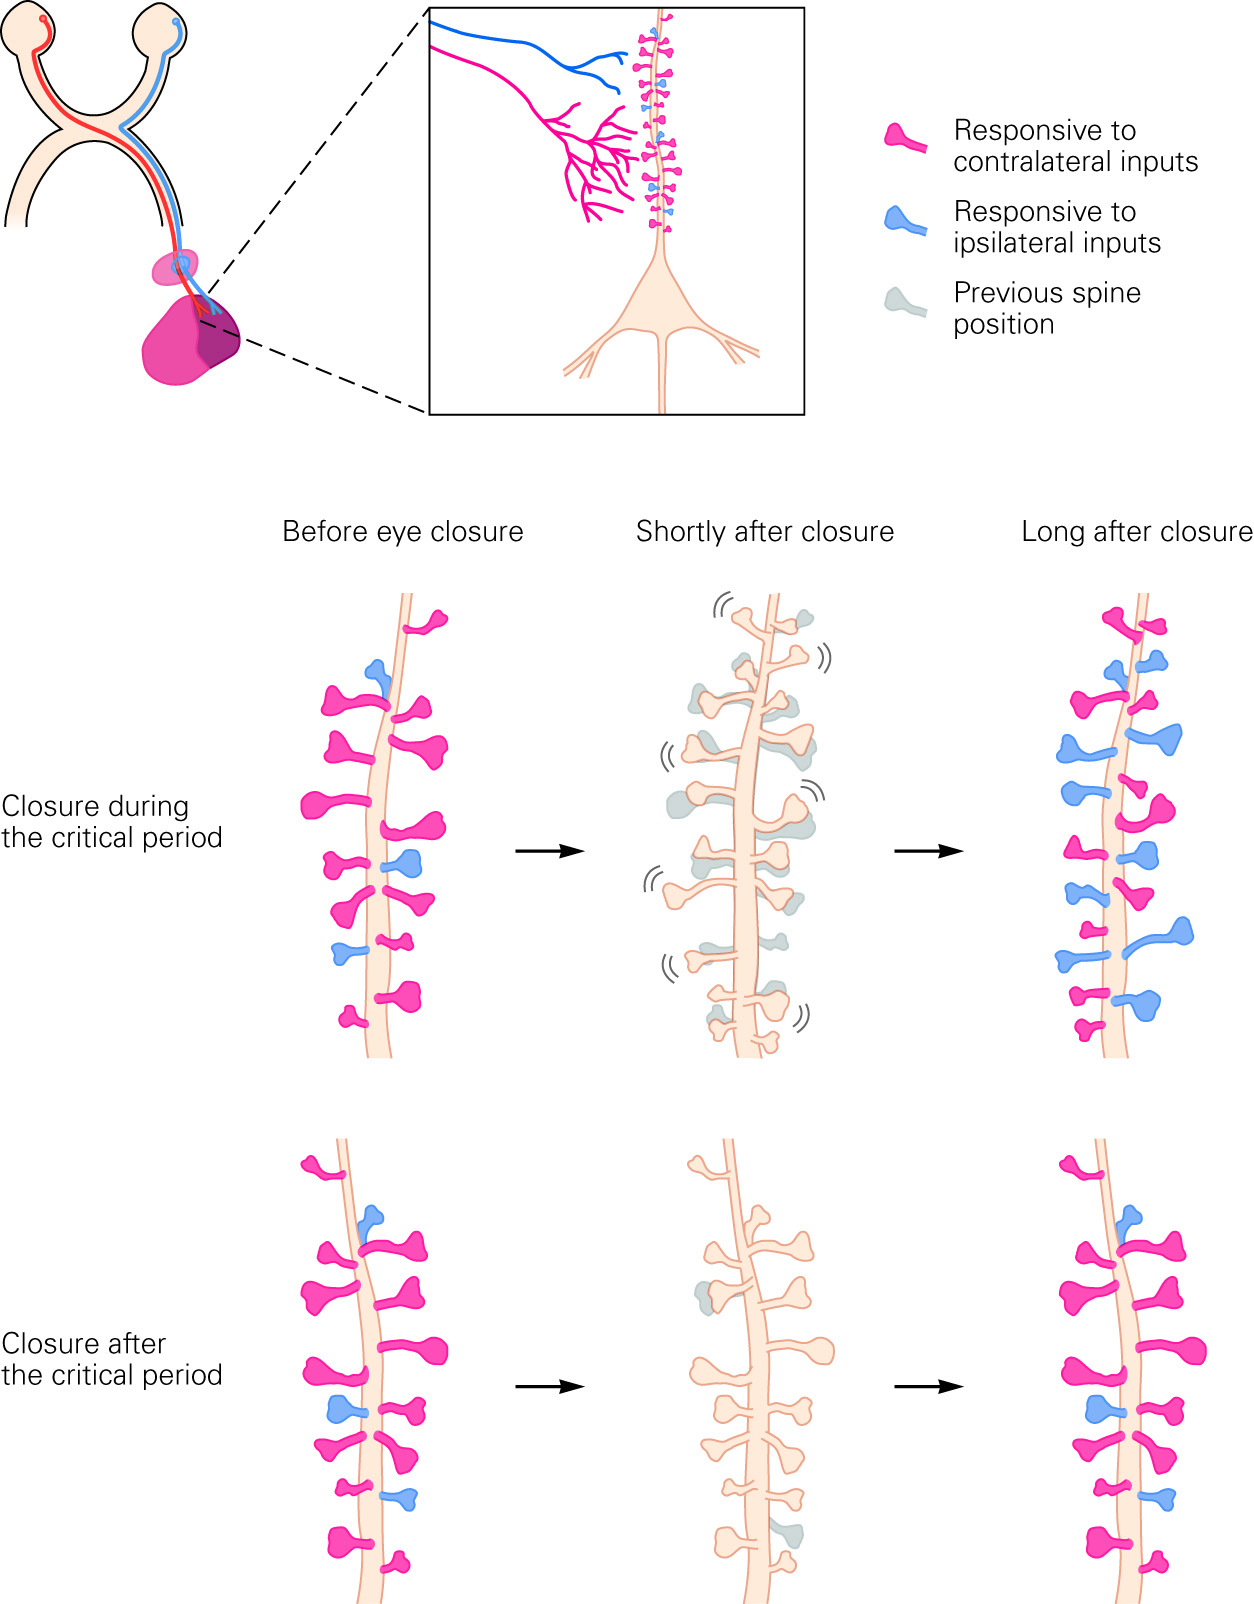 Responsive to
contralateral inputs
Responsive to
ipsilateral inputs
Previous spine
position
Before eye closure
Shortly after closure
Long after closure
Closure during
the critical period
Closure after
the critical period